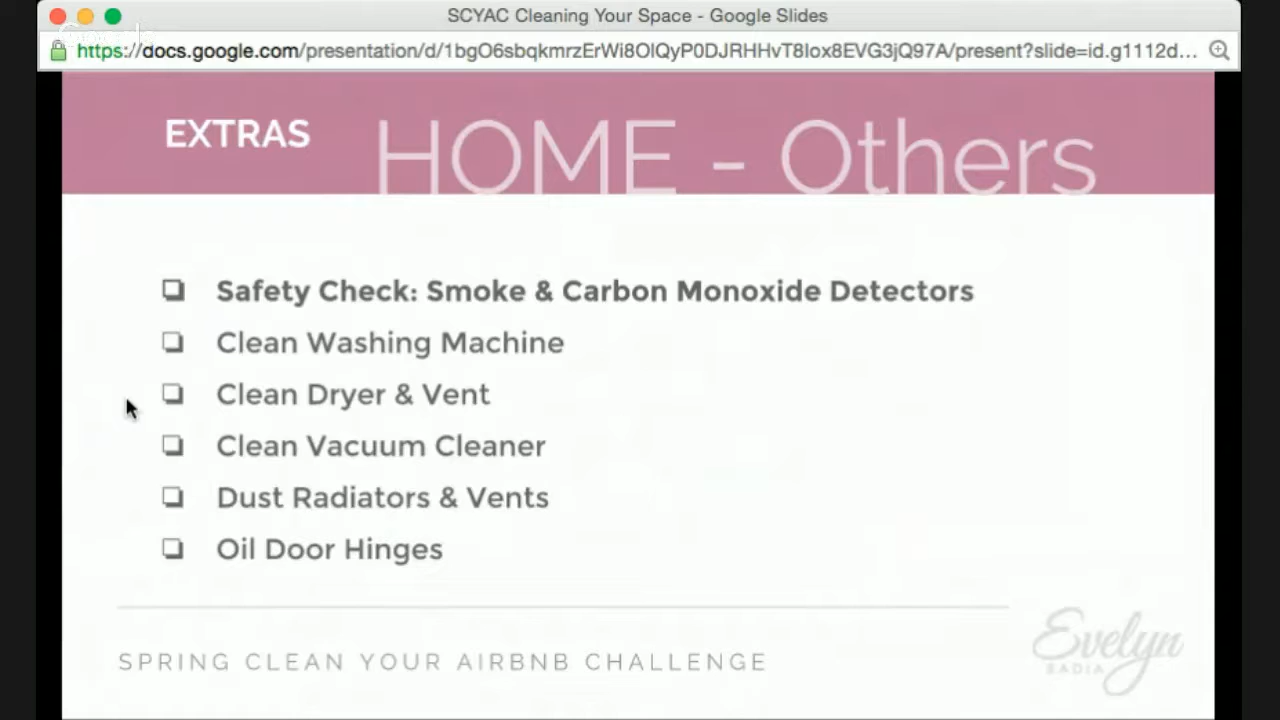 SCYAC Cleaning Your Space - Google Slides
https://docs.google.com/presentation/d/1bgO6sbqkmrzErWi8OlQyP0DJRHHvT8Iox8EVG3jQ97A/present?slide=id.g1112d...
EXTRAS HOME - Others
Safety Check: Smoke & Carbon Monoxide Detectors
Clean Washing Machine
Clean Dryer & Vent
Clean Vacuum Cleaner
Dust Radiators & Vents
Oil Door Hinges
SPRING CLEAN YOUR AIRBNB CHALLENGE
Evelyn
BADIA